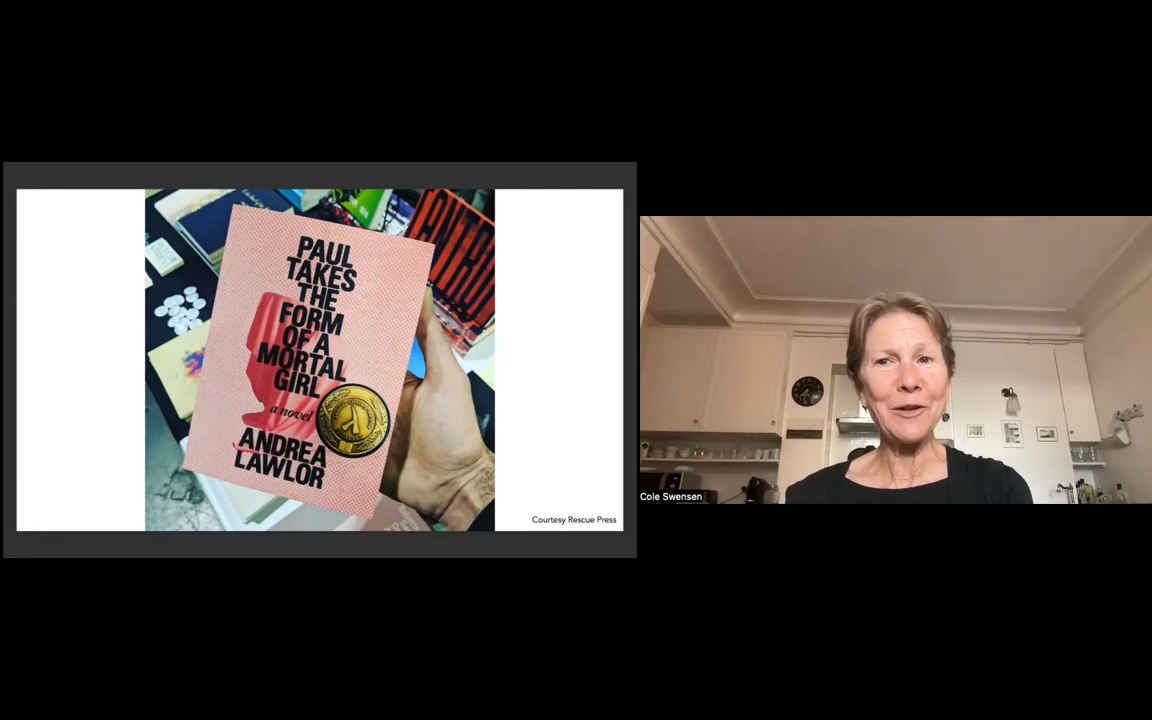 PAUL
TAKES
THE
FORM
OF A
MORTAL
GIRL
a novel
ANDREA
LAWLOR
Courtesy Rescue Press
Cole Swensen